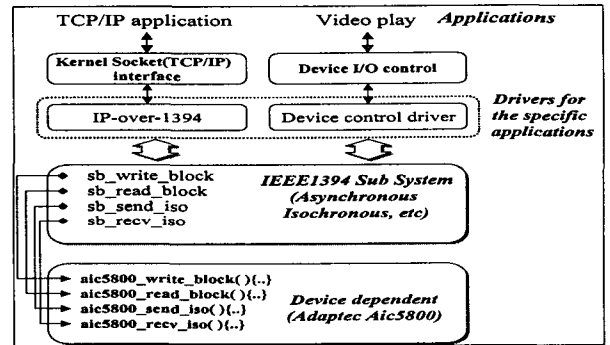 TCP/IP application
Video play
Applications
Kernel Socket(TCP/IP)
interface
Device I/O control
IP-over-1394
Device control driver
Drivers for
the specific
applications
sb_write_block
sb_read_block
sb_send_iso
sb_recv_iso
IEEE1394 Sub System
(Asynchronous
Isochronous, etc)
aic5800_write_block( ){..}
aic5800_read_block( ){..}
aic5800_send_iso( ){..}
aic5800_recv_iso( ){..}
Device dependent
(Adaptec Aic5800)